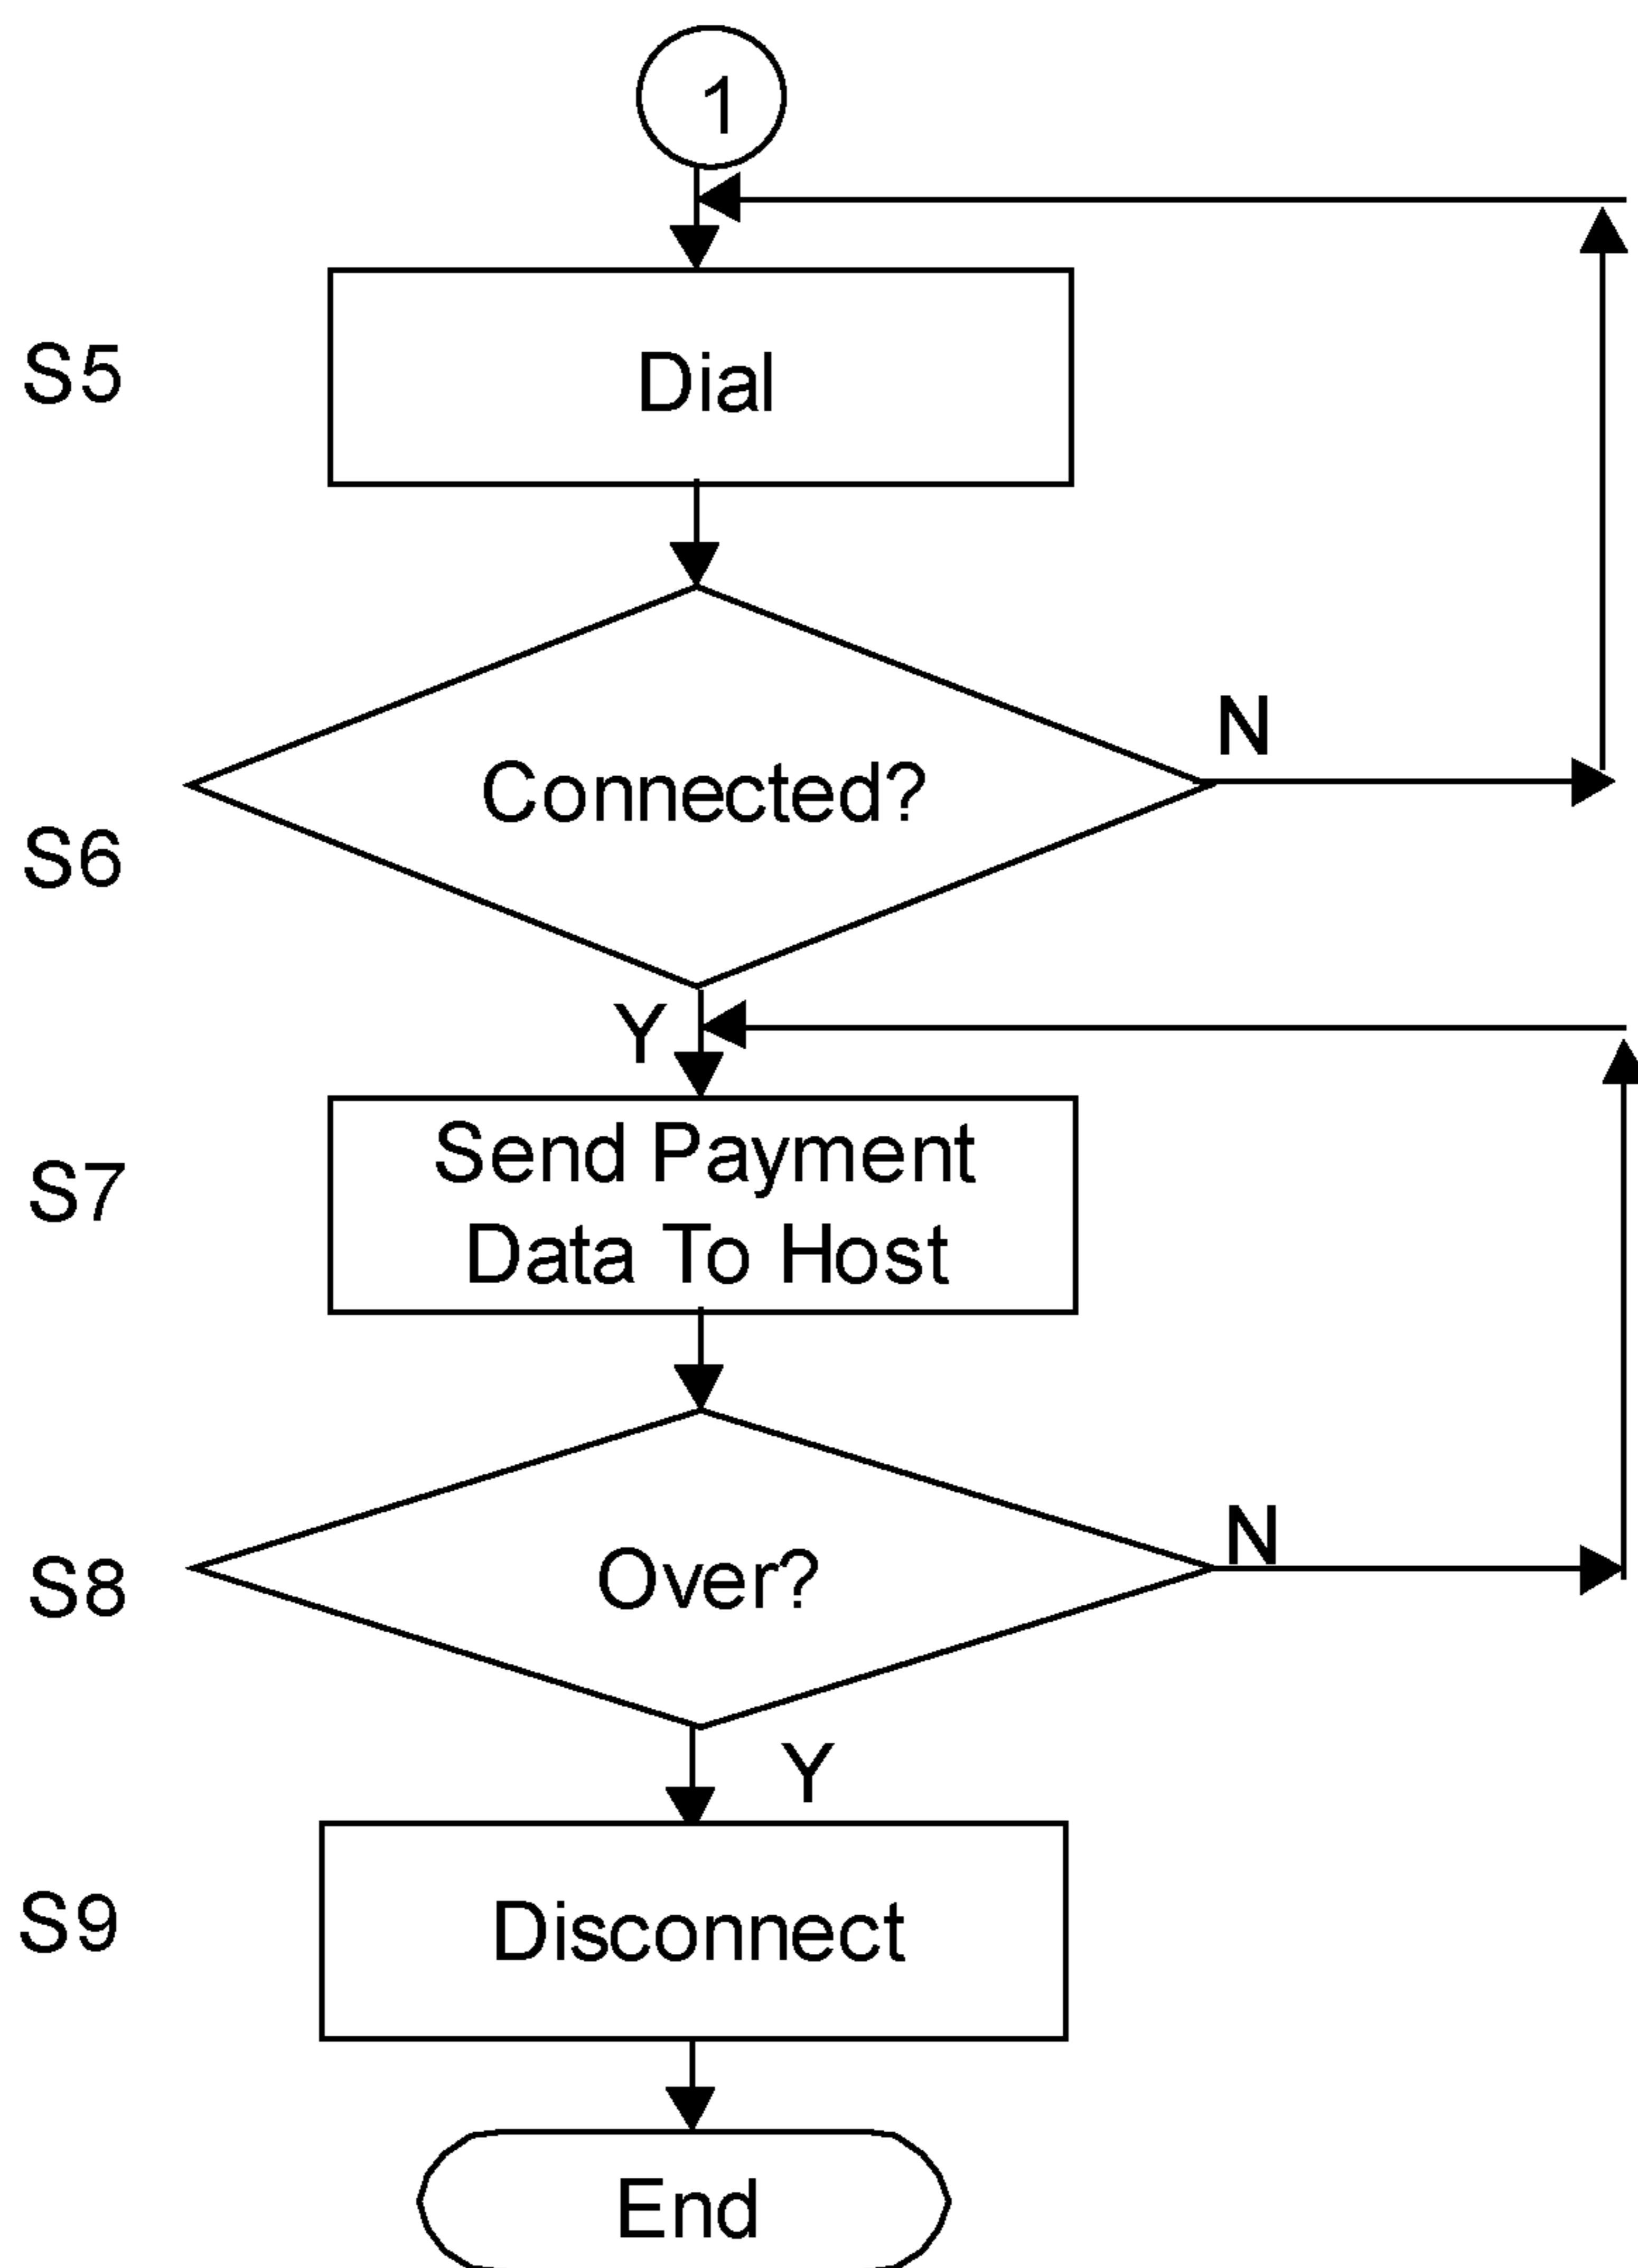 1
S5
Dial
N
Connected?
S6
Y
Send Payment
S7
Data To Host
N
S8
Over?
Y
S9
Disconnect
End